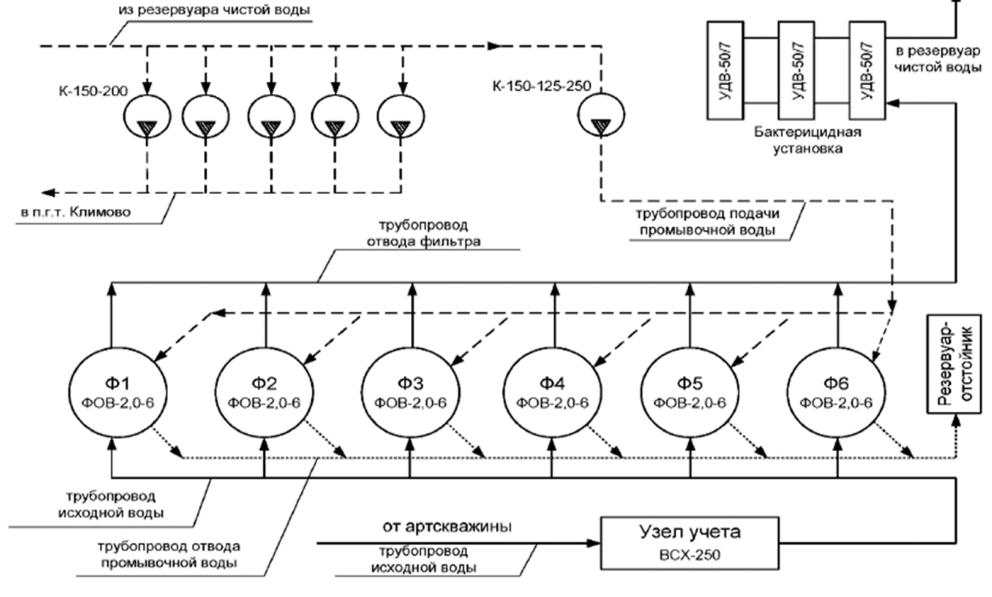 из резервуара чистой воды
К-150-200
К-150-125-250
УДВ-50/7
УДВ-50/7
УДВ-50/7
в резервуар
чистой воды
Бактерицидная
установка
в п.г.т. Климово
трубопровод
отвода фильтра
трубопровод подачи
промывочной воды
Ф1
ФОВ-2,0-6
Ф2
ФОВ-2,0-6
Ф3
ФОВ-2,0-6
Ф4
ФОВ-2,0-6
Ф5
ФОВ-2,0-6
Ф6
ФОВ-2,0-6
Резервуар-
отстойник
трубопровод
исходной воды
трубопровод отвода
промывочной воды
от артскважины
трубопровод
исходной воды
Узел учета
ВСХ-250